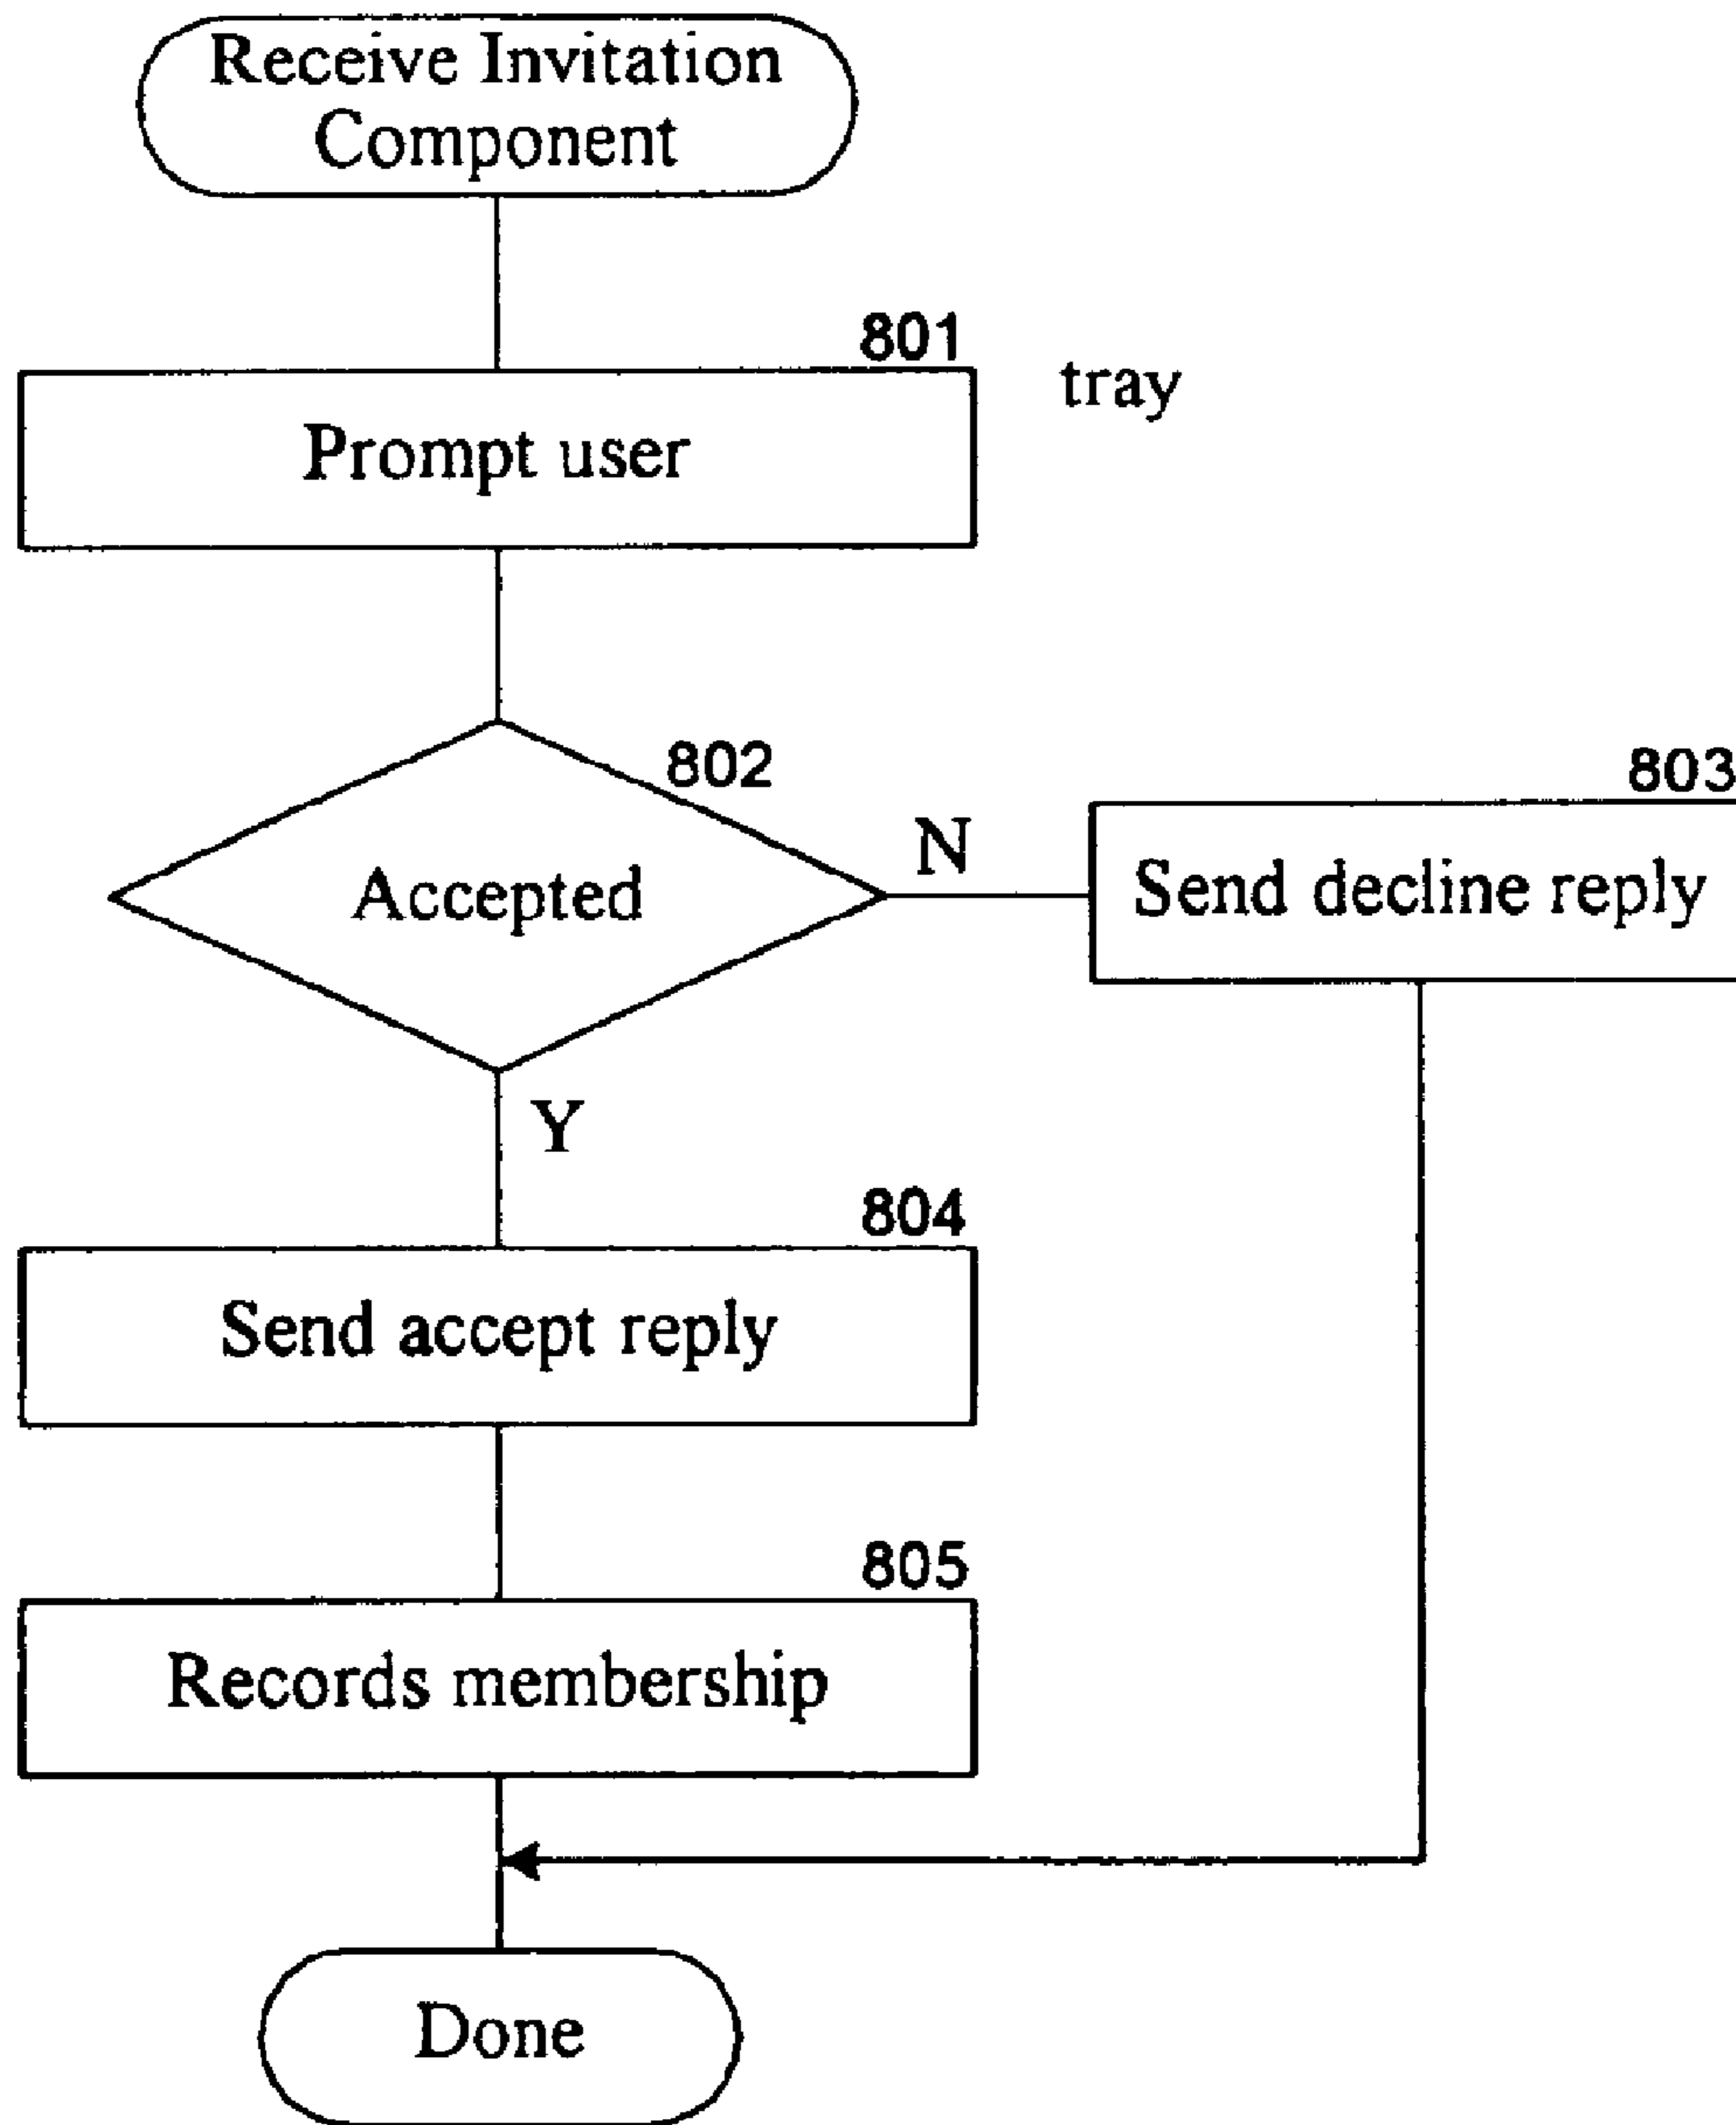 Receive Invitation
Component
801
tray
Prompt user
802
803
N
Accepted
Send decline reply
Y
804
Send accept reply
805
Records membership
Done